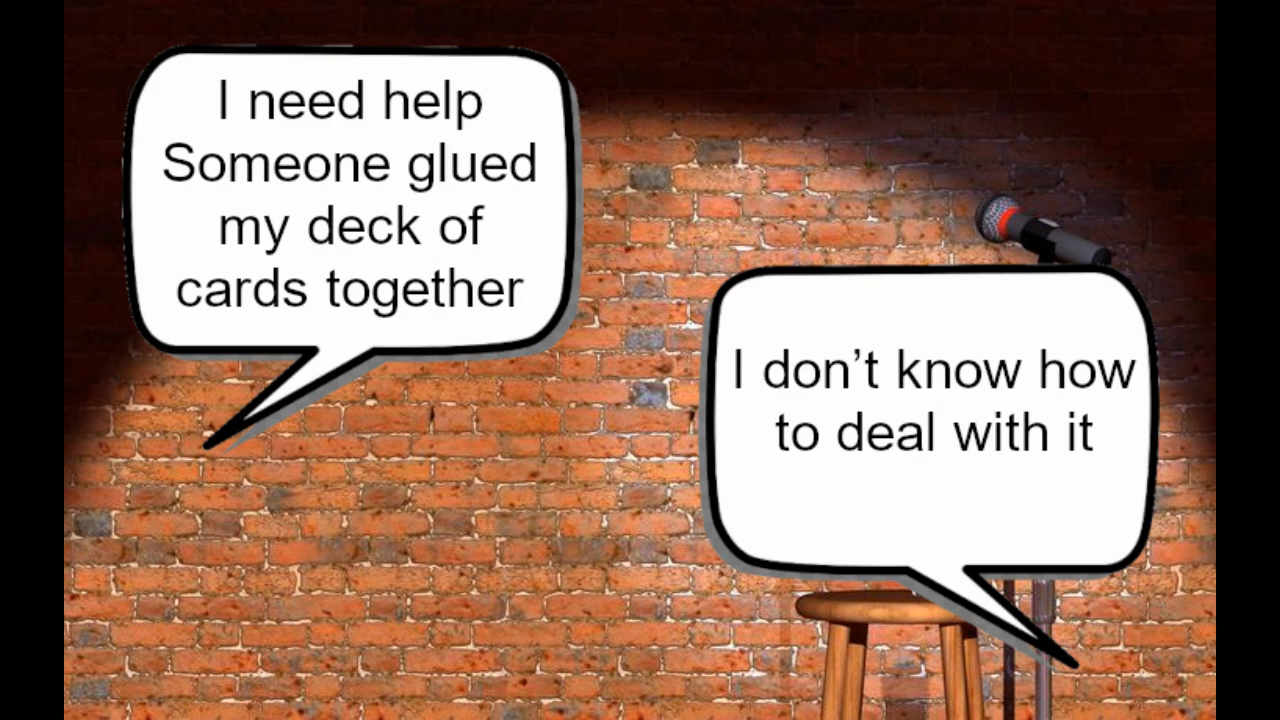 I need help
Someone glued
my deck of
cards together
I don’t know how
to deal with it